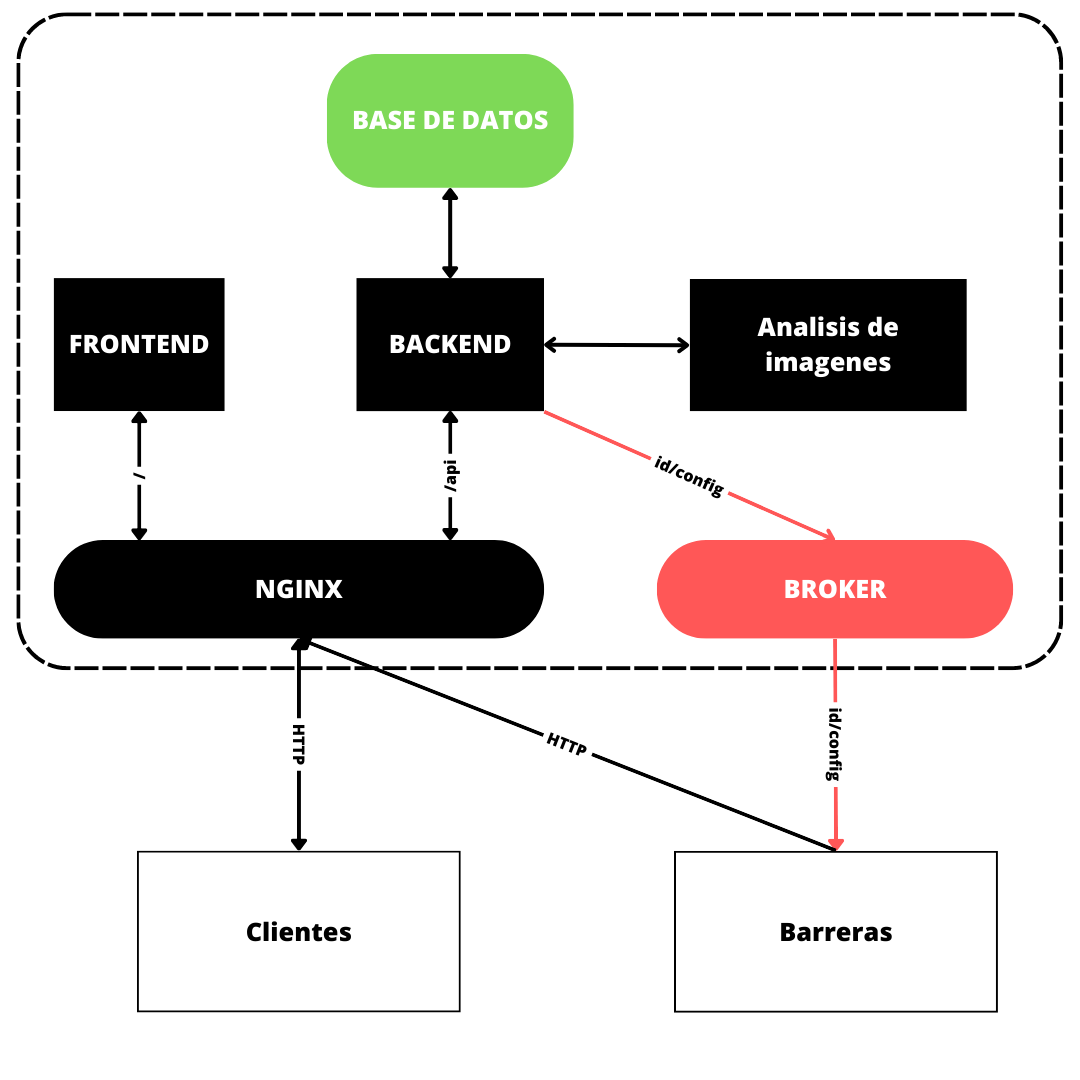 BASE DE DATOS
FRONTEND
BACKEND
Analisis de
imagenes
/
/api
id/config
NGINX
BROKER
HTTP
HTTP
id/config
Clientes
Barreras